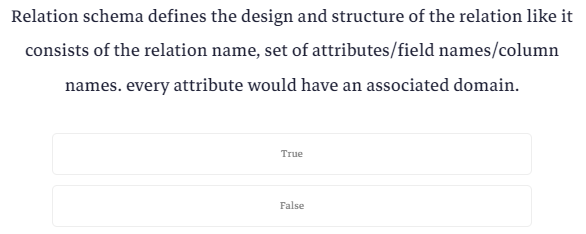 Relation schema defines the design and structure of the relation like it
consists of the relation name, set of attributes/field names/column
names. every attribute would have an associated domain.
True
False